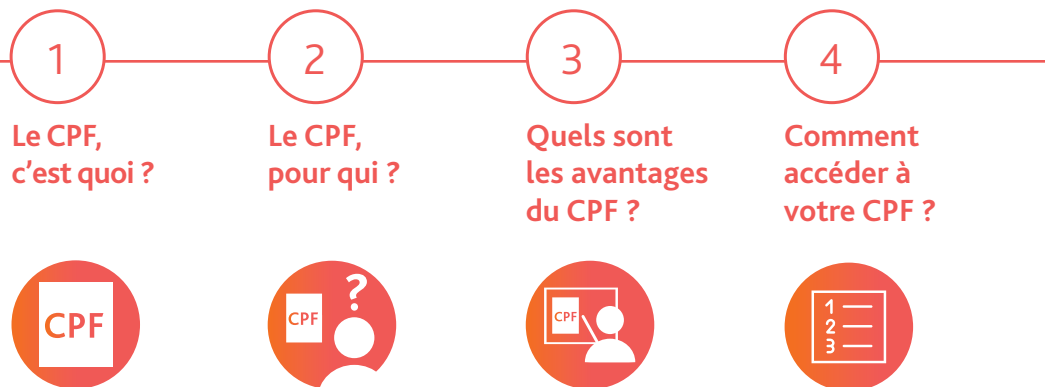 1
Le CPF,
c'est quoi ?
2
Le CPF,
pour qui ?
3
Quels sont
les avantages
du CPF ?
4
Comment
accéder à
votre CPF ?
CPF
CPF
?
CPF
1
2
3